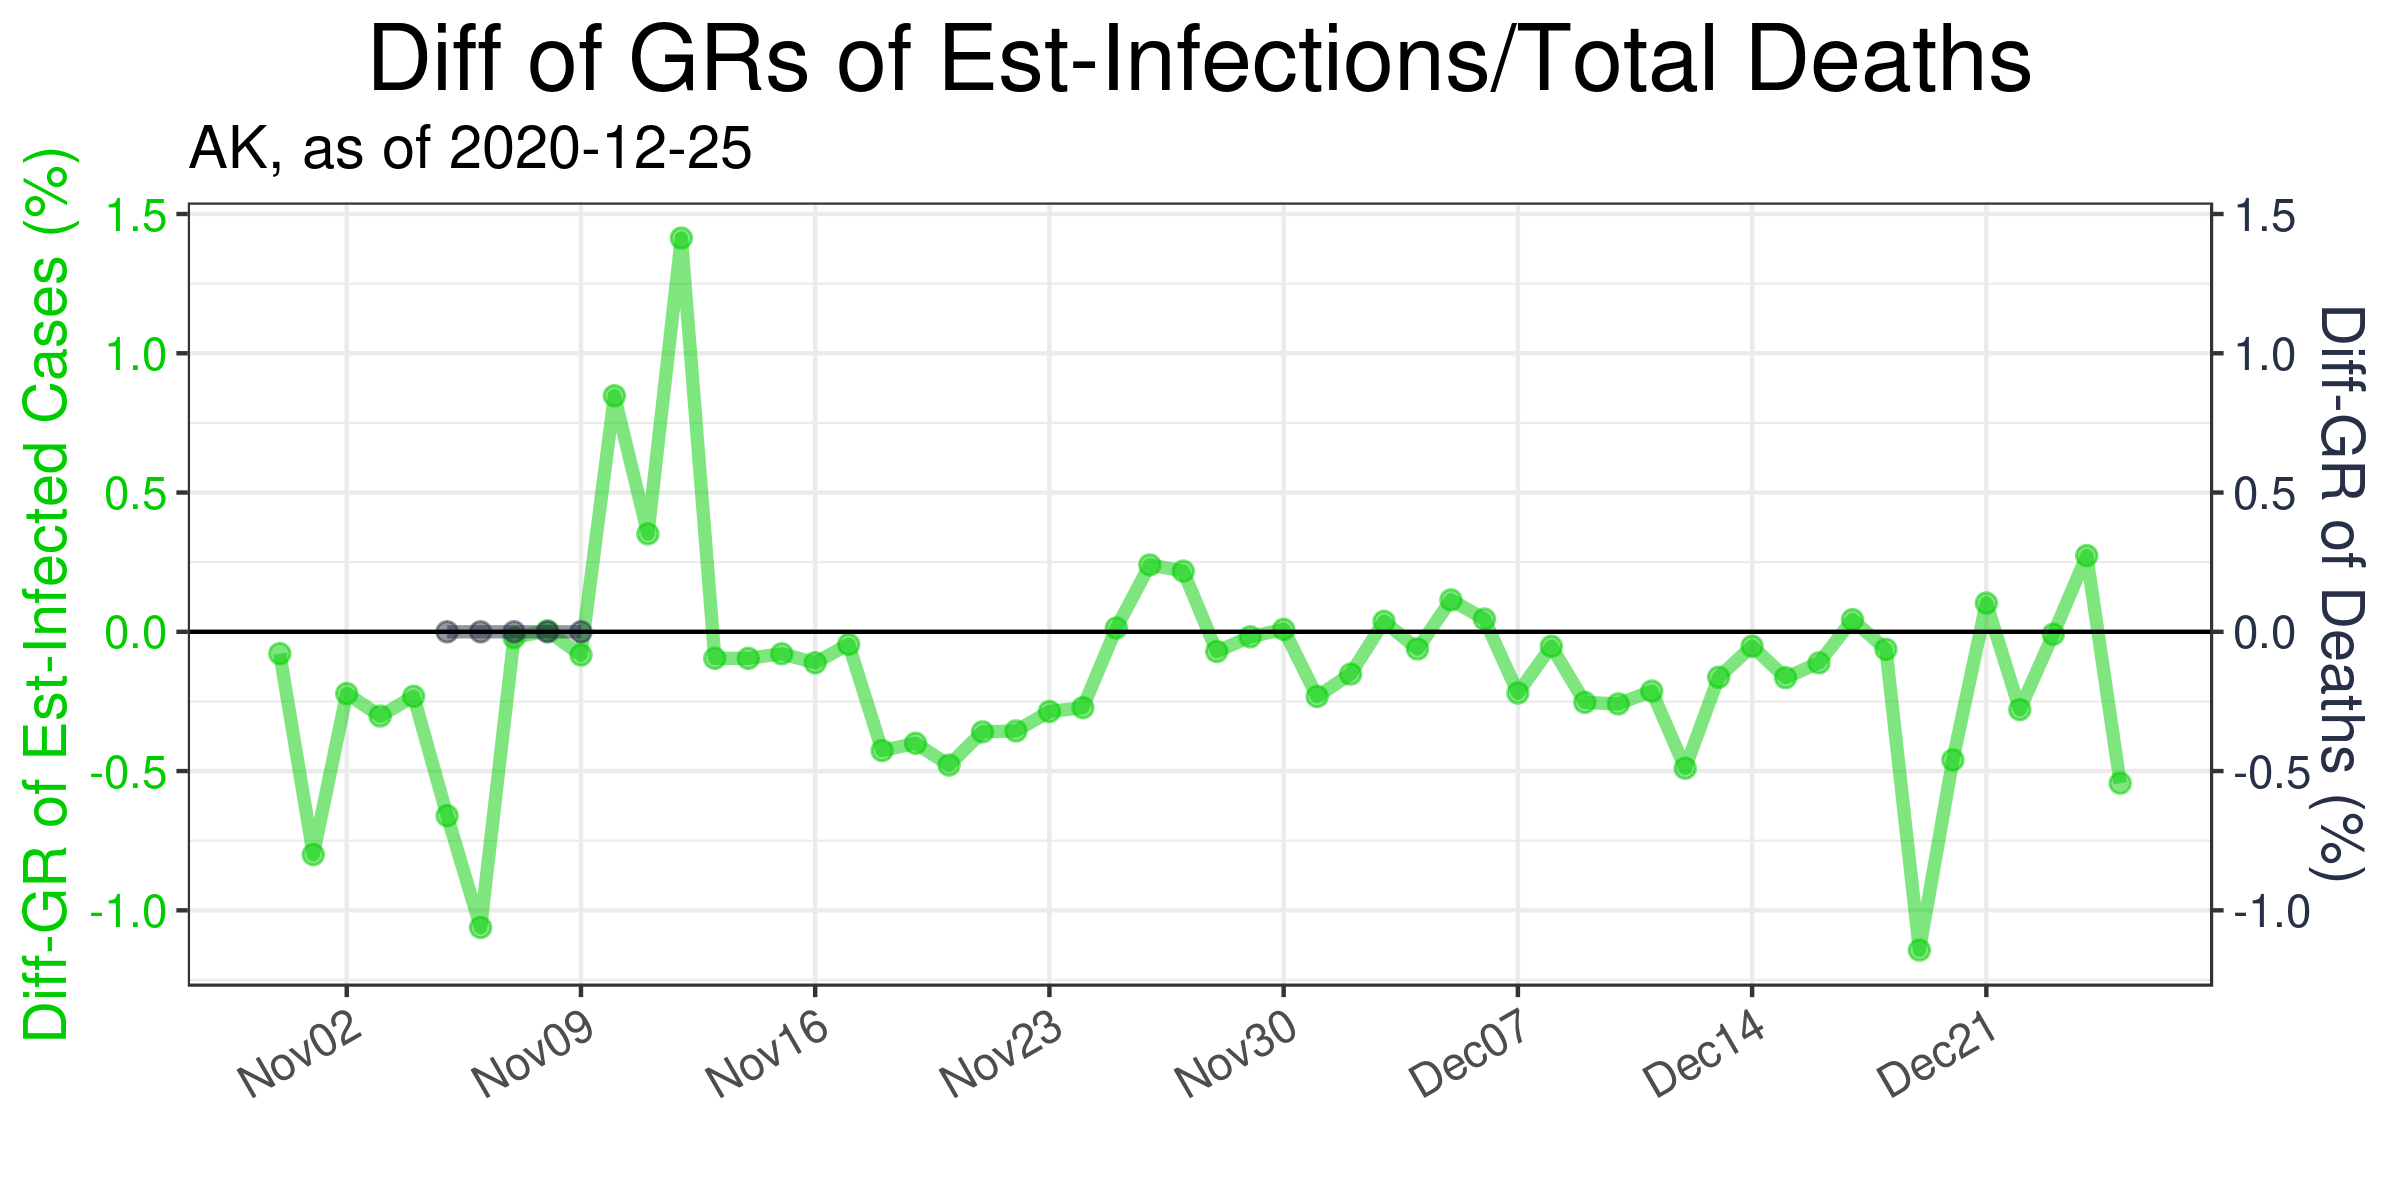 Diff of GRs of Est-Infections/Total Deaths
AK, as of 2020-12-25
Diff-GR of Est-Infected Cases (%)
1.5
1.0
0.5
0.0
-0.5
-1.0
1.5
1.0
0.5
0.0
-0.5
-1.0
Diff-GR of Deaths (%)
Nov02
Nov09
Nov16
Nov23
Nov30
Dec07
Dec14
Dec21